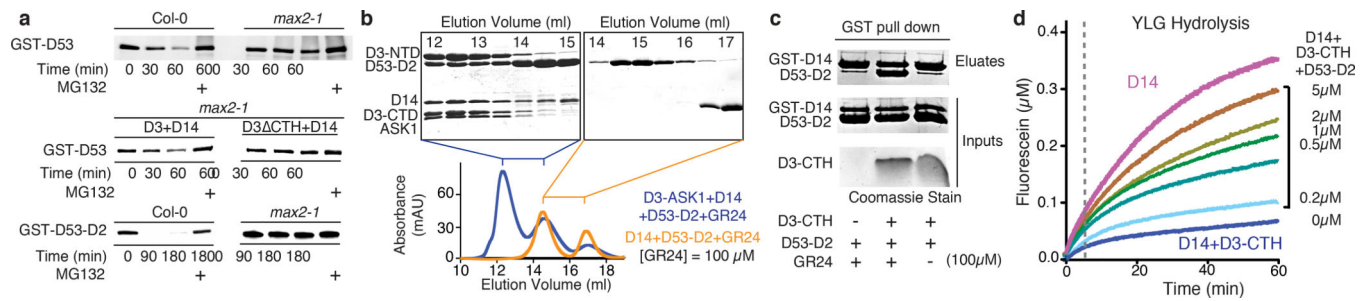 a
Col-0 max2-1
GST-D53
Time (min) 0 30 60 600 30 60 60
MG132 + +
max2-1
D3+D14 D3ΔCTH+D14
GST-D53
Time (min) 0 30 60 600 30 60 60
MG132 + +
Col-0 max2-1
GST-D53-D2
Time (min) 0 90 180 1800 90 180 180
MG132 + +
b
Elution Volume (ml) Elution Volume (ml)
12 13 14 15 14 15 16 17
D3-NTD
D53-D2
D14
D3-CTD
ASK1
Absorbance (mAU)
80
60
30
0
10 12 14 16 18
Elution Volume (ml)
D3-ASK1+D14
+D53-D2+GR24
D14+D53-D2+GR24
[GR24] = 100 µM
c
GST pull down
GST-D14
D53-D2
Eluates
GST-D14
D53-D2
Inputs
D3-CTH
Coomassie Stain
D3-CTH - + +
D53-D2 + + +
GR24 + + - (100µM)
d
YLG Hydrolysis
Fluorescein (µM)
0.4
0.3
0.2
0.1
0.0
0 20 40 60
Time (min)
D14
D14+D3-CTH
D14+
D3-CTH
+D53-D2
5µM
2µM
1µM
0.5µM
0.2µM
0µM